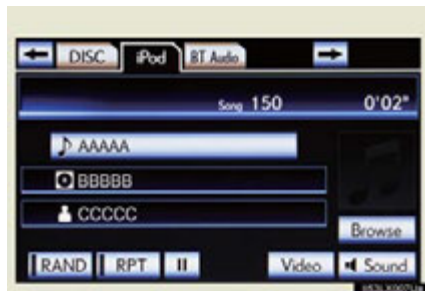 DISC iPod BT Audio
Song 150 0'02"
AAAAA
BBBBB
CCCCC
Browse
RAND RPT Video Sound